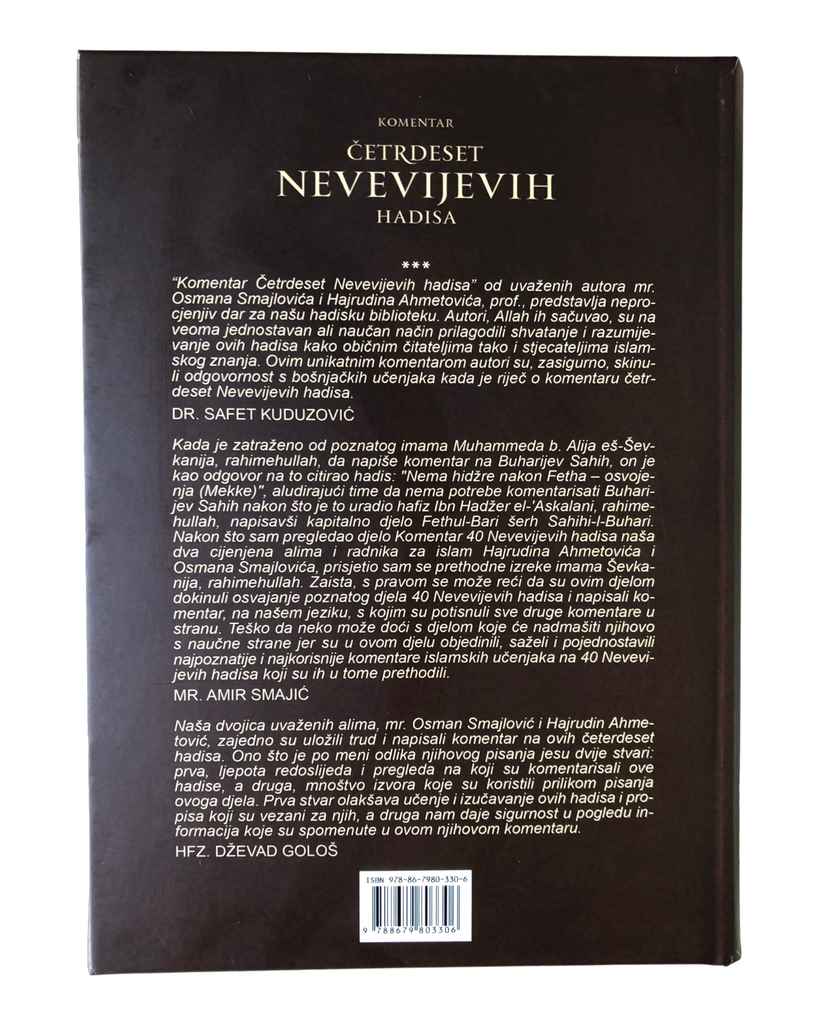 KOMENTAR
ČETRDESET
NEVEVIJEVIH
HADISA
***
“Komentar Četrdeset Nevevijevih hadisa” od uvaženih autora mr.
Osmana Smajlovića i Hajrudina Ahmetovića, prof., predstavlja nepro-
cjenjiv dar za našu hadisku biblioteku. Autori, Allah ih sačuvao, su na
veoma jednostavan ali naučan način prilagodili shvatanje i razumije-
vanje ovih hadisa kako običnim čitateljima tako i stjecateljima islam-
skog znanja. Ovim unikatnim komentarom autori su, zasigurno, skinu-
li odgovornost s bošnjačkih učenjaka kada je riječ o komentaru četr-
deset Nevevijevih hadisa.
DR. SAFET KUDUZOVIĆ
Kada je zatraženo od poznatog imama Muhammeda b. Alija eš-Šev-
kanija, rahimehullah, da napiše komentar na Buharijev Sahih, on je
kao odgovor na to citirao hadis: "Nema hidžre nakon Fetha – osvoje-
nja (Mekke)", aludirajući time da nema potrebe komentarisati Buhari-
jev Sahih nakon što je to uradio hafiz Ibn Hadžer el-'Askalani, rahime-
hullah, napisavši kapitalno djelo Fethul-Bari šerh Sahihi-l-Buhari.
Nakon što sam pregledao djelo Komentar 40 Nevevijevih hadisa naša
dva cijenjena alima i radnika za islam Hajrudina Ahmetovića i
Osmana Smajlovića, prisjetio sam se prethodne izreke imama Ševka-
nija, rahimehullah. Zaista, s pravom se može reći da su ovim djelom
dokinuli osvajanje poznatog djela 40 Nevevijevih hadisa i napisali ko-
mentar, na našem jeziku, s kojim su potisnuli sve druge komentare u
stranu. Teško da neko može doći s djelom koje će nadmašiti njihovo
s naučne strane jer su u ovom djelu objedinili, saželi i pojednostavili
najpoznatije i najkorisnije komentare islamskih učenjaka na 40 Nevevi-
jevih hadisa koji su ih u tome prethodili.
MR. AMIR SMAJIĆ
Naša dvojica uvaženih alima, mr. Osman Smajlović i Hajrudin Ahme-
tović, zajedno su uložili trud i napisali komentar na ovih četerdeset
hadisa. Ono što je po meni odlika njihovog pisanja jesu dvije stvari:
prva, ljepota redoslijeda i pregleda na koji su komentarisali ove
hadise, a druga, mnoštvo izvora koje su koristili prilikom pisanja
ovoga djela. Prva stvar olakšava učenje i izučavanje ovih hadisa i pro-
pisa koji su vezani za njih, a druga nam daje sigurnost u pogledu in-
formacija koje su spomenute u ovom njihovom komentaru.
HFZ. DŽEVAD GOLOŠ
ISBN 978-86-7980-330-6
9 788679 803306